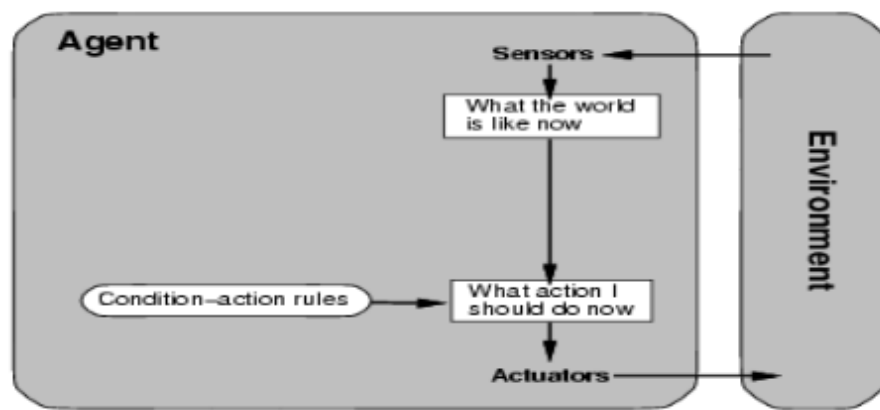 Agent
Sensors
What the world
is like now
Environment
Condition–action rules
What action I
should do now
Actuators